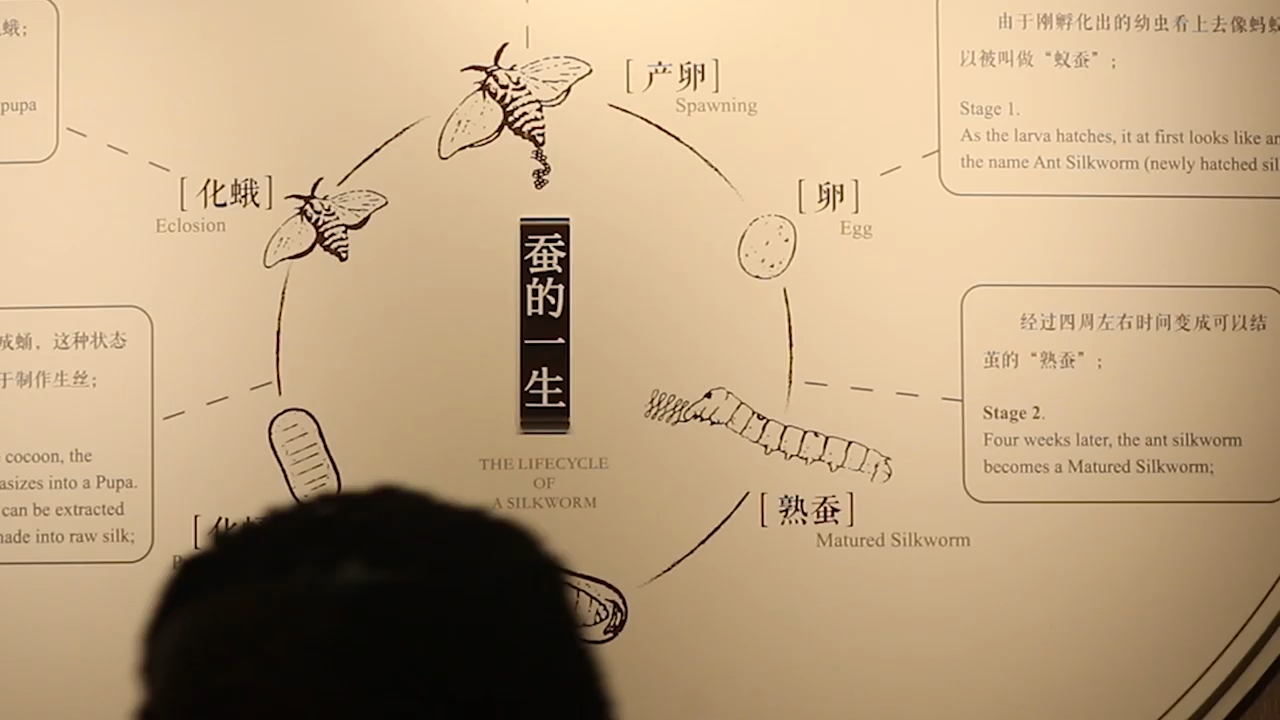 蛾；
pupa
由于刚孵化出的幼虫看上去像蚂蚁
以被叫做“蚁蚕”；
Stage 1.
As the larva hatches, it at first looks like an
the name Ant Silkworm (newly hatched sil
[产卵]
Spawning
[化蛾]
Eclosion
[卵]
Egg
蚕的一生
THE LIFECYCLE
OF
A SILKWORM
经过四周左右时间变成可以结
茧的“熟蚕”；
Stage 2.
Four weeks later, the ant silkworm
becomes a Matured Silkworm;
[熟蚕]
Matured Silkworm
成蛹，这种状态
于制作生丝；
cocoon, the
asizes into a Pupa.
can be extracted
made into raw silk;
[化